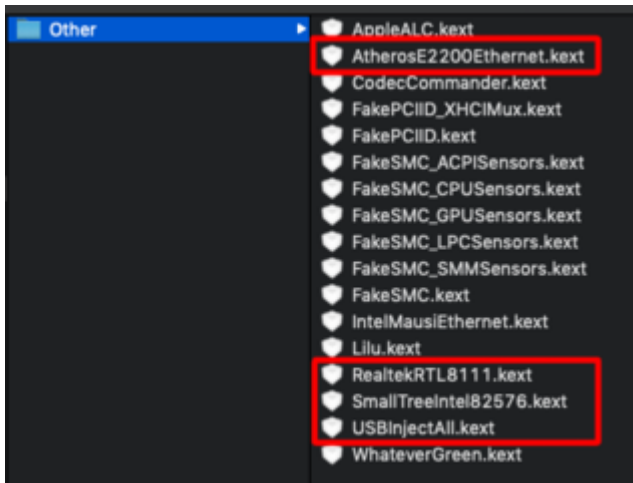 Other
AppleALC.kext
AtherosE2200Ethernet.kext
CodecCommander.kext
FakePCIID_XHCIMux.kext
FakePCIID.kext
FakeSMC_ACPISensors.kext
FakeSMC_CPUSensors.kext
FakeSMC_GPUSensors.kext
FakeSMC_LPCSensors.kext
FakeSMC_SMMSensors.kext
FakeSMC.kext
IntelMausiEthernet.kext
Lilu.kext
RealtekRTL8111.kext
SmallTreeIntel82576.kext
USBInjectAll.kext
WhateverGreen.kext